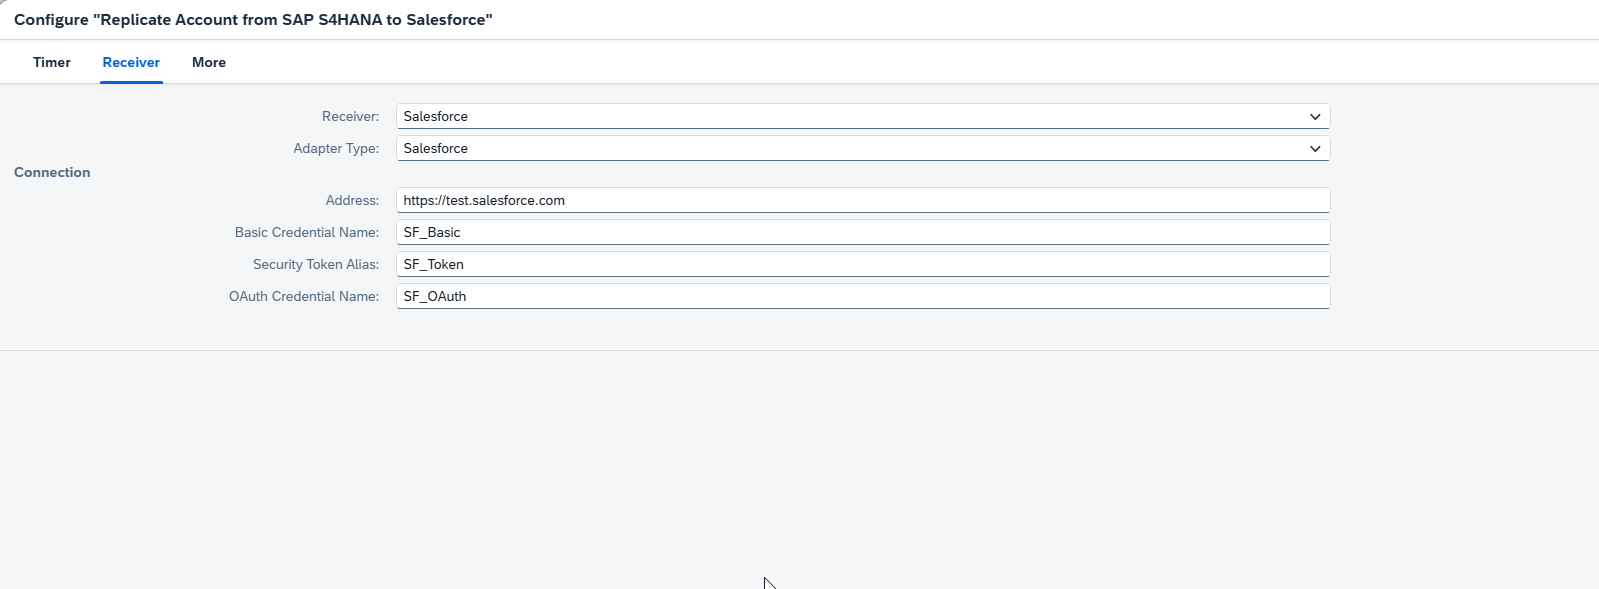 Configure "Replicate Account from SAP S4HANA to Salesforce"
Timer Receiver More
Receiver: Salesforce
Adapter Type: Salesforce
Connection
Address: https://test.salesforce.com
Basic Credential Name: SF_Basic
Security Token Alias: SF_Token
OAuth Credential Name: SF_OAuth